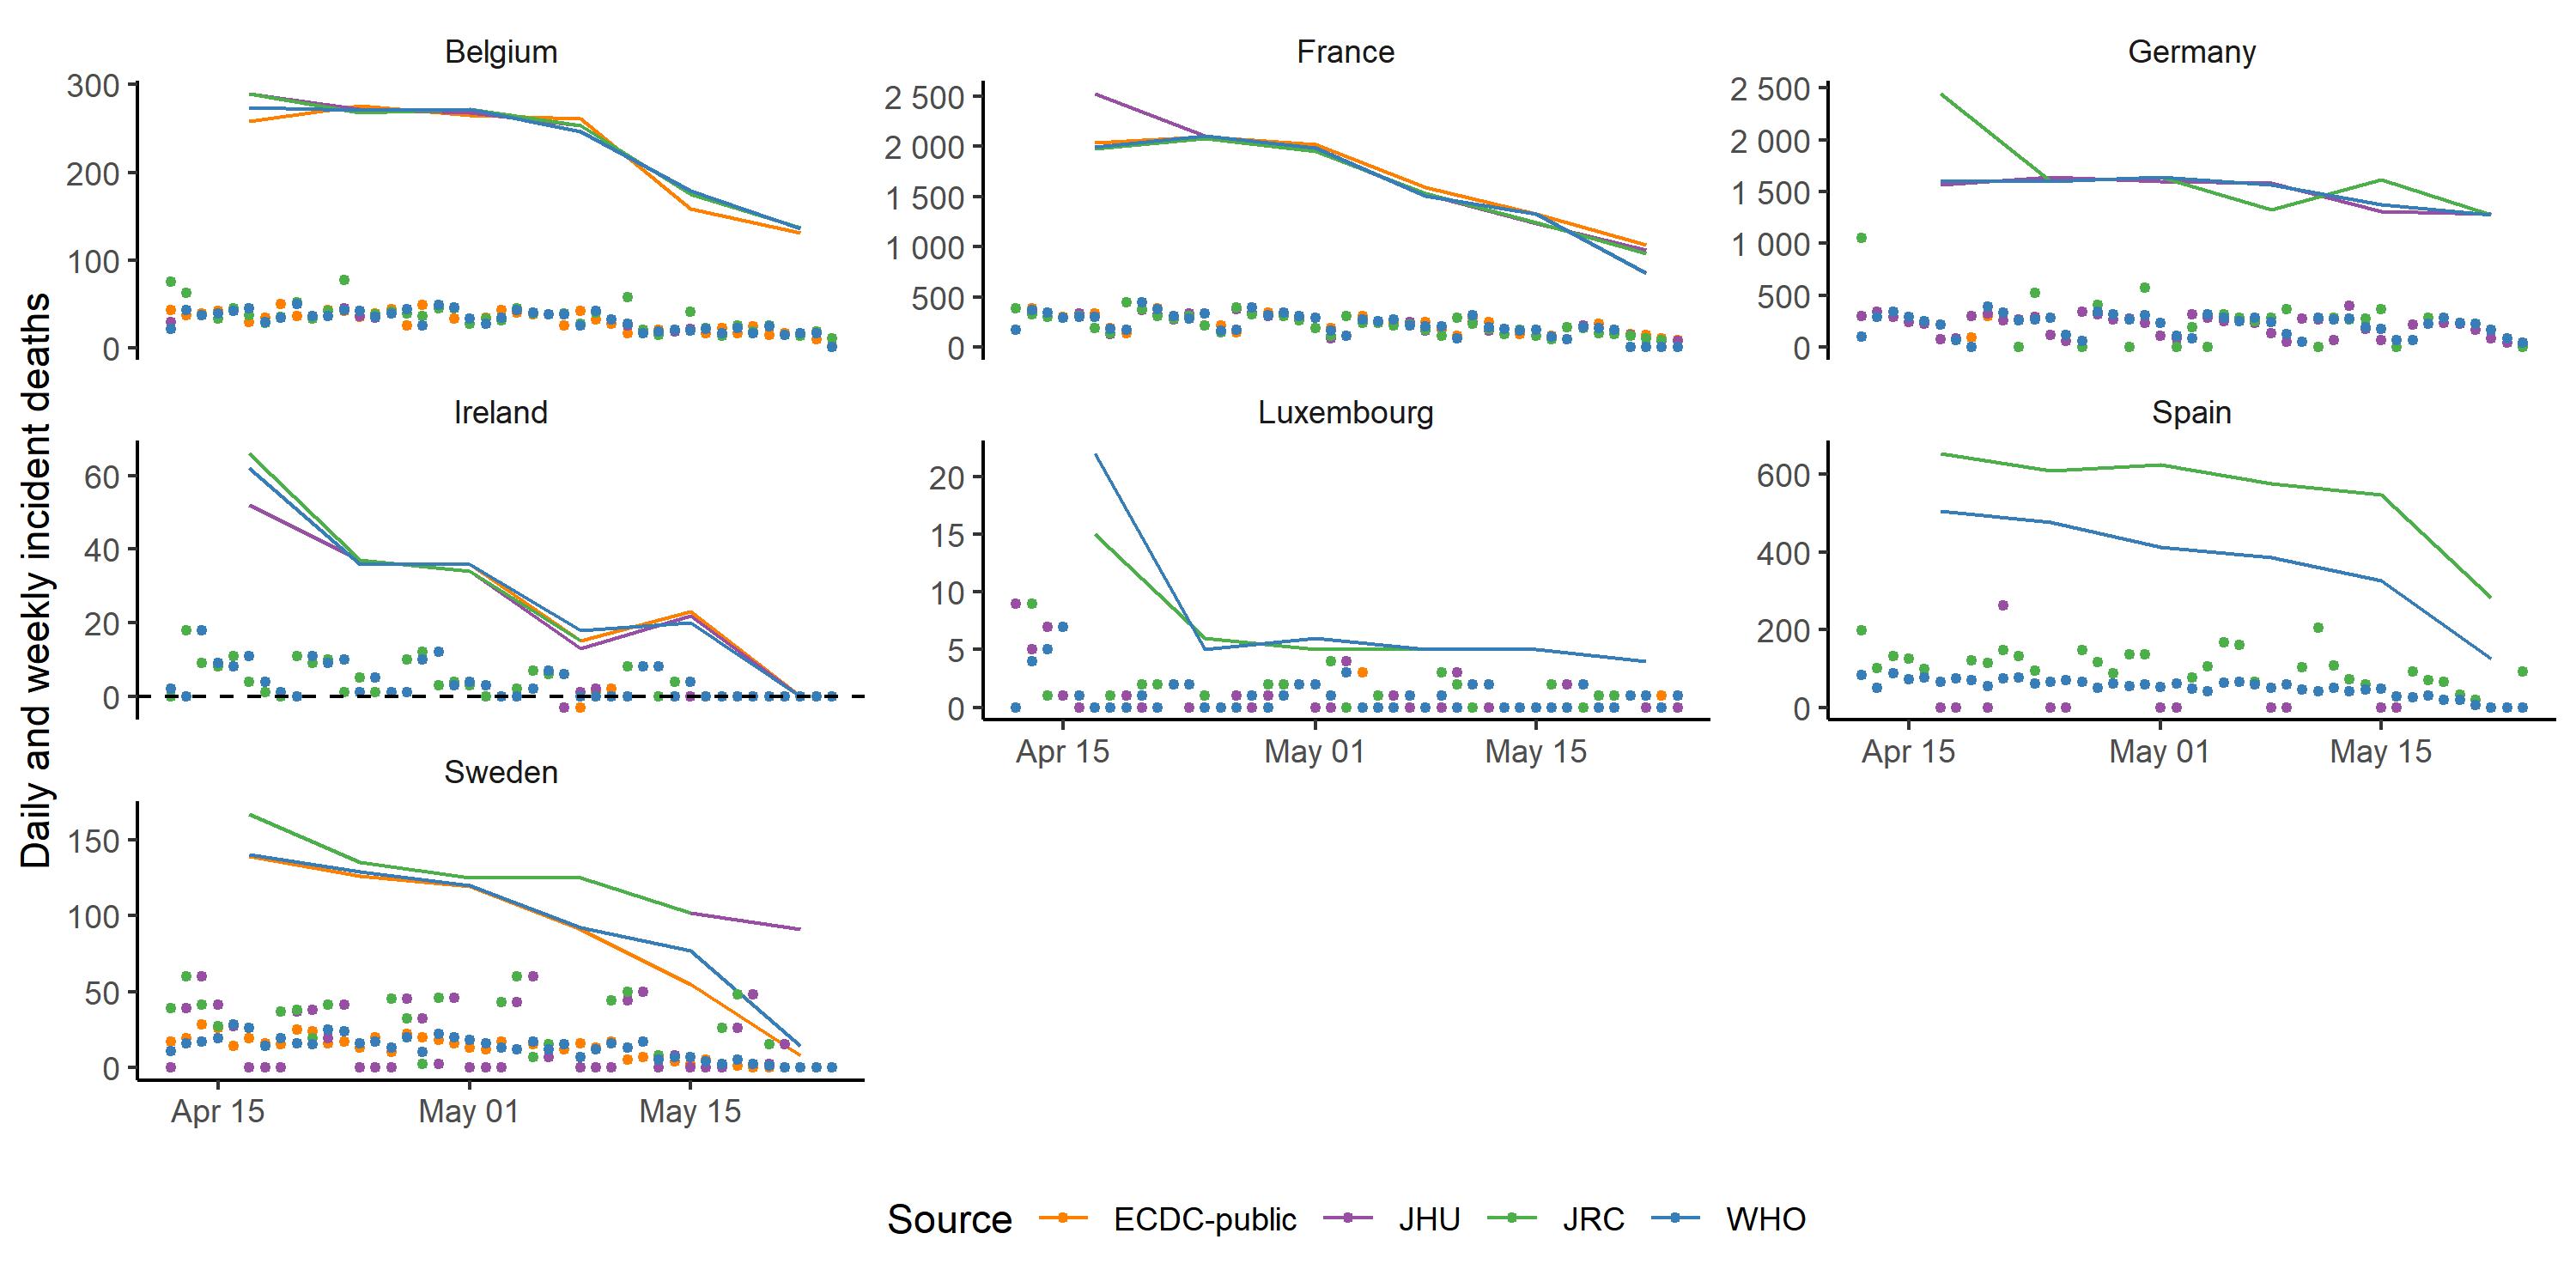 Belgium
France
Germany
300
200
100
0
2 500
2 000
1 500
1 000
500
0
2 500
2 000
1 500
1 000
500
0
Daily and weekly incident deaths
Ireland
Luxembourg
Spain
60
40
20
0
20
15
10
5
0
Apr 15
May 01
May 15
600
400
200
0
Apr 15
May 01
May 15
Sweden
150
100
50
0
Apr 15
May 01
May 15
Source ECDC-public JHU JRC WHO